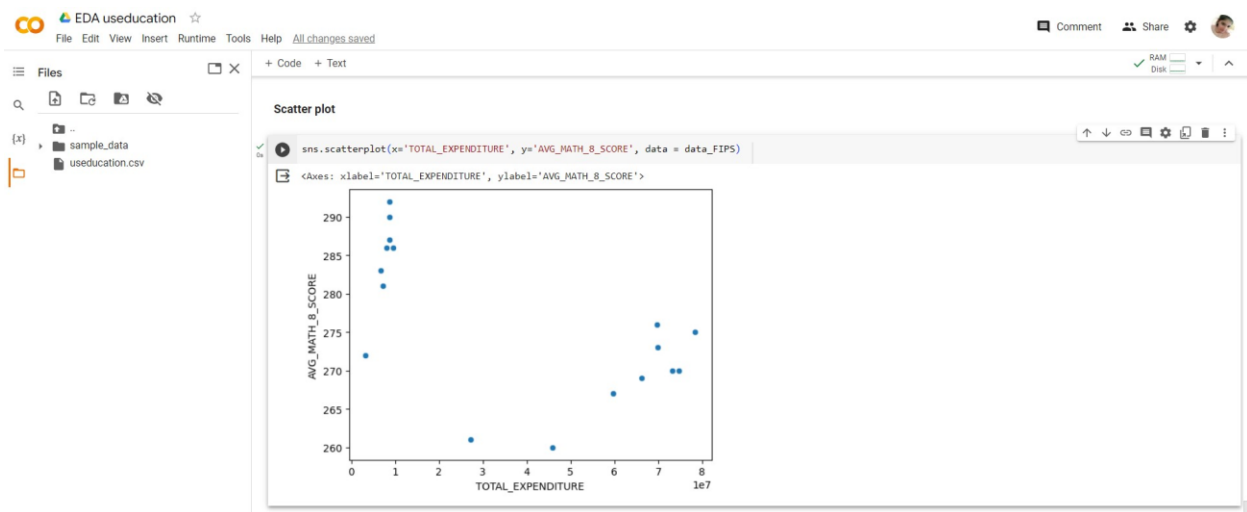 EDA useducation
File Edit View Insert Runtime Tools Help All changes saved
Comment Share
Files
+ Code + Text
RAM
Disk
..
sample_data
useducation.csv
{x}
Scatter plot
0s
sns.scatterplot(x='TOTAL_EXPENDITURE', y='AVG_MATH_8_SCORE', data = data_FIPS)
<Axes: xlabel='TOTAL_EXPENDITURE', ylabel='AVG_MATH_8_SCORE'>
AVG_MATH_8_SCORE
290
285
280
275
270
265
260
0 1 2 3 4 5 6 7 8
TOTAL_EXPENDITURE 1e7